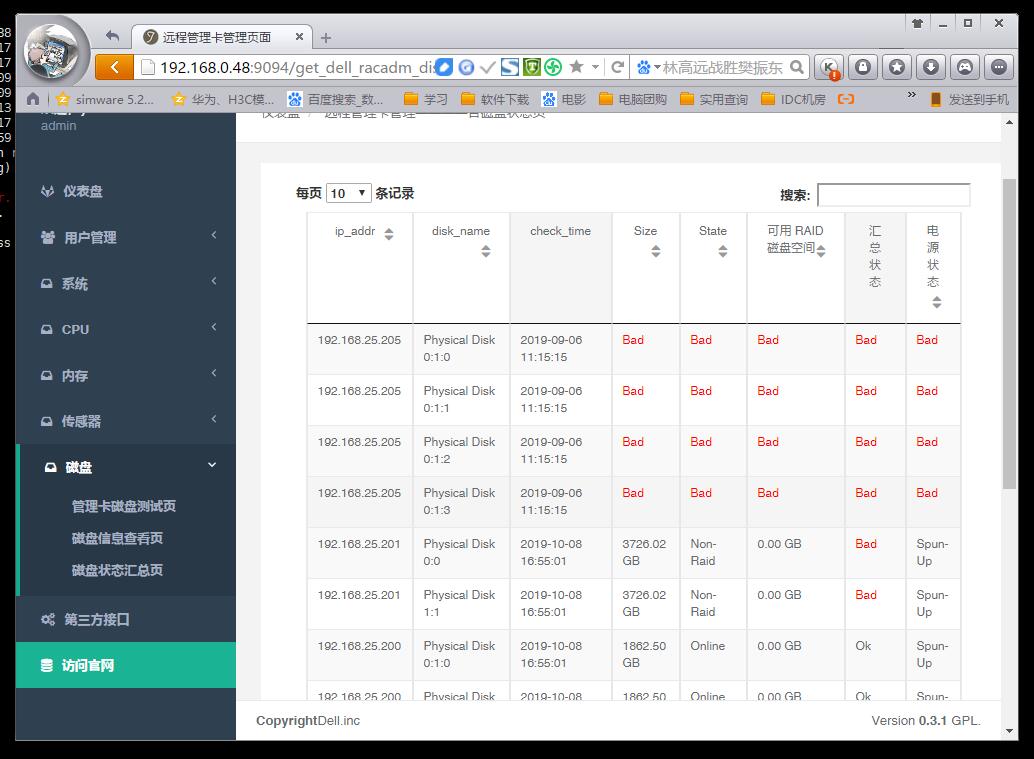 远程管理卡管理页面
192.168.0.48:9094/get_dell_racadm_di
林高远战胜樊振东
simware 5.2...
华为、H3C模...
百度搜索_数...
学习
软件下载
电影
电脑团购
实用查询
IDC机房
发送到手机
admin
仪表盘
用户管理
系统
CPU
内存
传感器
磁盘
管理卡磁盘测试页
磁盘信息查看页
磁盘状态汇总页
第三方接口
访问官网
每页 10 条记录
搜索:
ip_addr disk_name check_time Size State 可用 RAID 磁盘空间 汇总状态 电源状态
192.168.25.205 Physical Disk 0:1:0 2019-09-06 11:15:15 Bad Bad Bad Bad Bad
192.168.25.205 Physical Disk 0:1:1 2019-09-06 11:15:15 Bad Bad Bad Bad Bad
192.168.25.205 Physical Disk 0:1:2 2019-09-06 11:15:15 Bad Bad Bad Bad Bad
192.168.25.205 Physical Disk 0:1:3 2019-09-06 11:15:15 Bad Bad Bad Bad Bad
192.168.25.201 Physical Disk 0:0 2019-10-08 16:55:01 3726.02 GB Non-Raid 0.00 GB Bad Spun-Up
192.168.25.201 Physical Disk 1:1 2019-10-08 16:55:01 3726.02 GB Non-Raid 0.00 GB Bad Spun-Up
192.168.25.200 Physical Disk 0:1:0 2019-10-08 16:55:01 1862.50 GB Online 0.00 GB Ok Spun-Up
192.168.25.200 Physical Disk 2019-10-08 1862.50 Online 0.00 GB Ok Spun-
CopyrightDell.inc
Version 0.3.1 GPL.